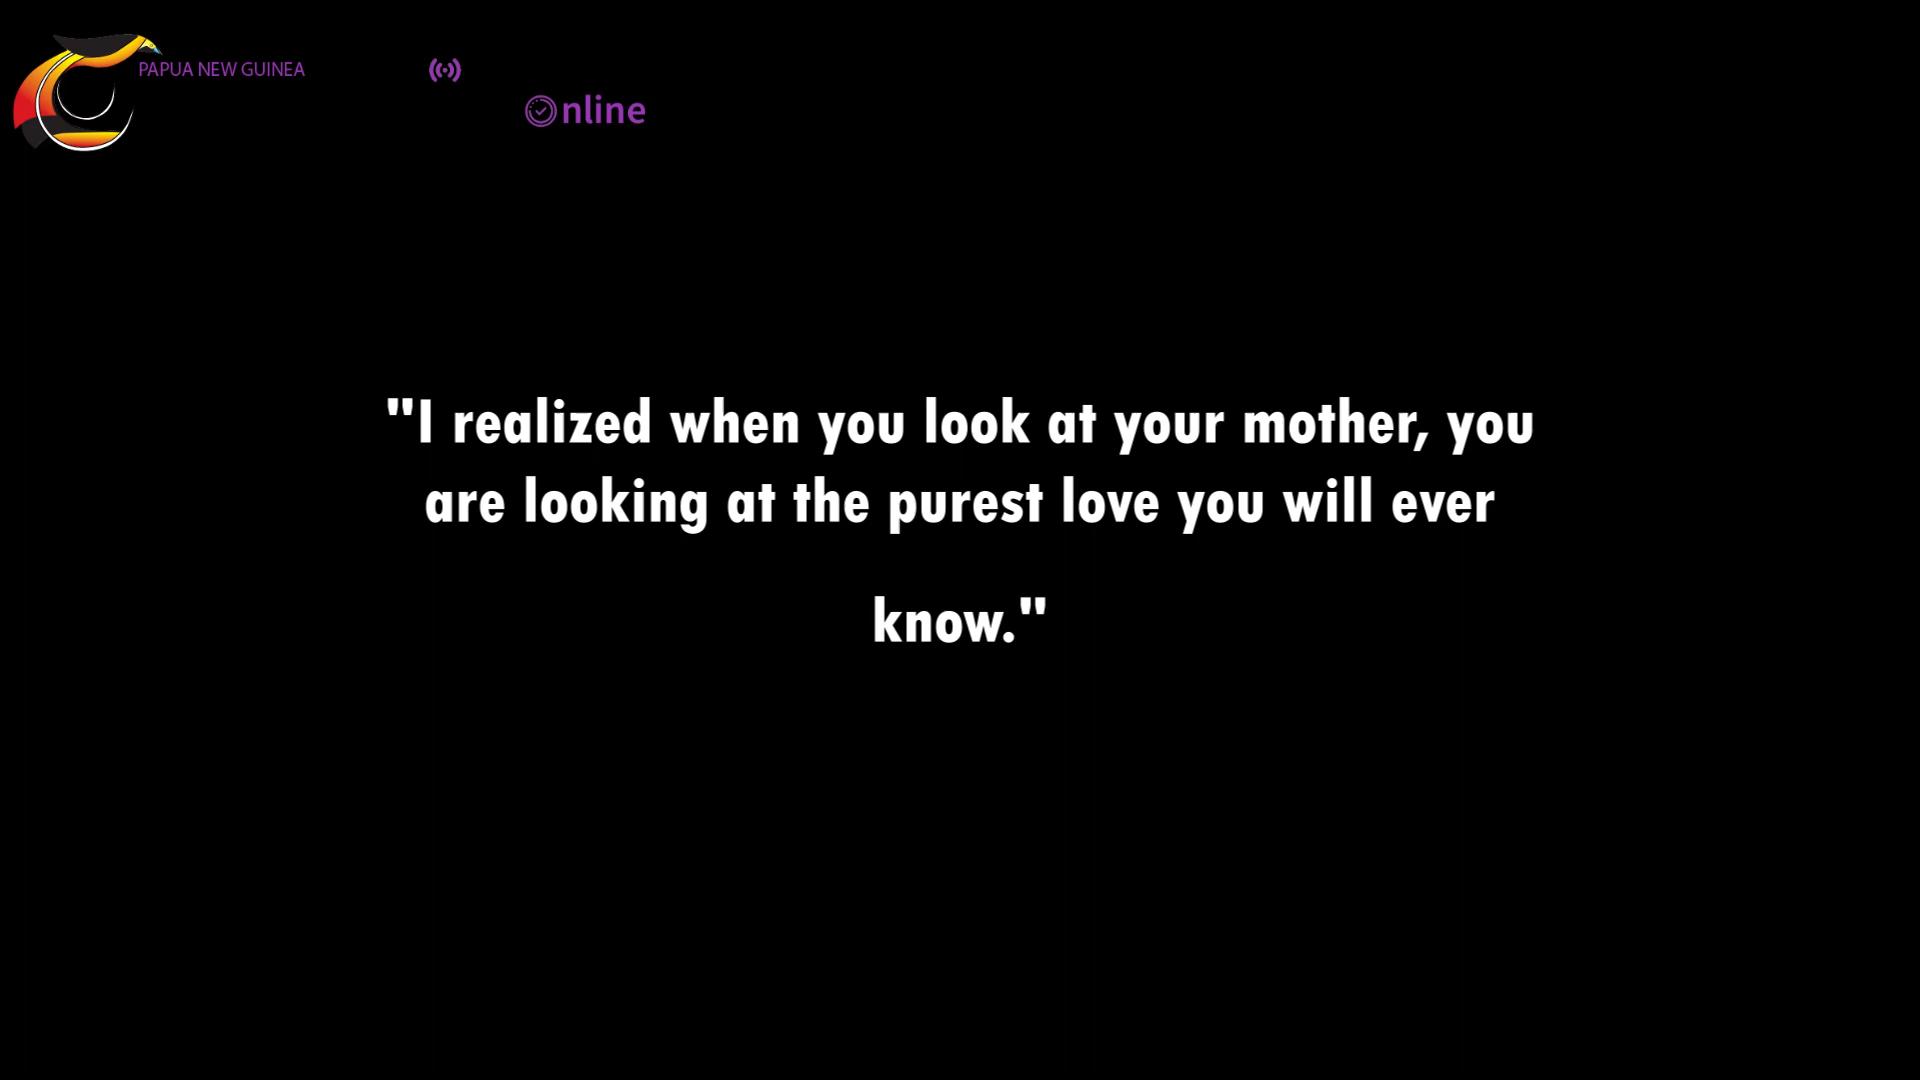 PAPUA NEW GUINEA
Online
"I realized when you look at your mother, you
are looking at the purest love you will ever
know."